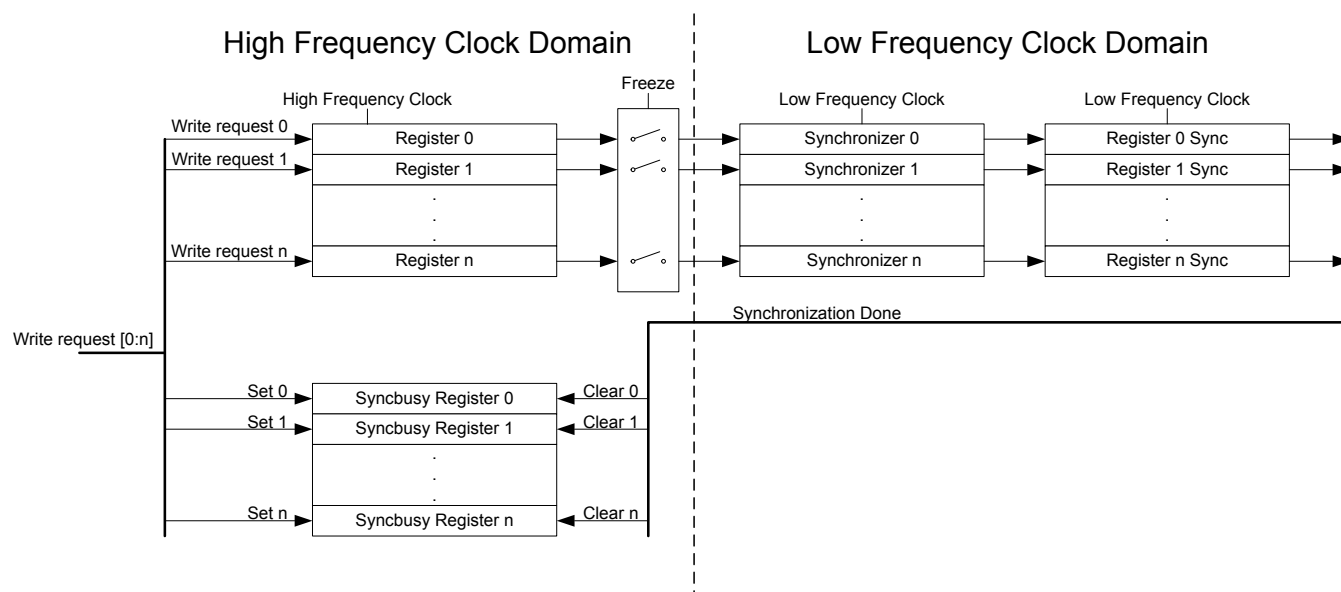 High Frequency Clock Domain
Low Frequency Clock Domain
Freeze
High Frequency Clock
Low Frequency Clock
Low Frequency Clock
Write request 0
Register 0
Synchronizer 0
Register 0 Sync
Write request 1
Register 1
Synchronizer 1
Register 1 Sync
.
.
.
.
.
.
.
.
.
Write request n
Register n
Synchronizer n
Register n Sync
Synchronization Done
Write request [0:n]
Set 0
Syncbusy Register 0
Clear 0
Set 1
Syncbusy Register 1
Clear 1
.
.
.
Set n
Syncbusy Register n
Clear n